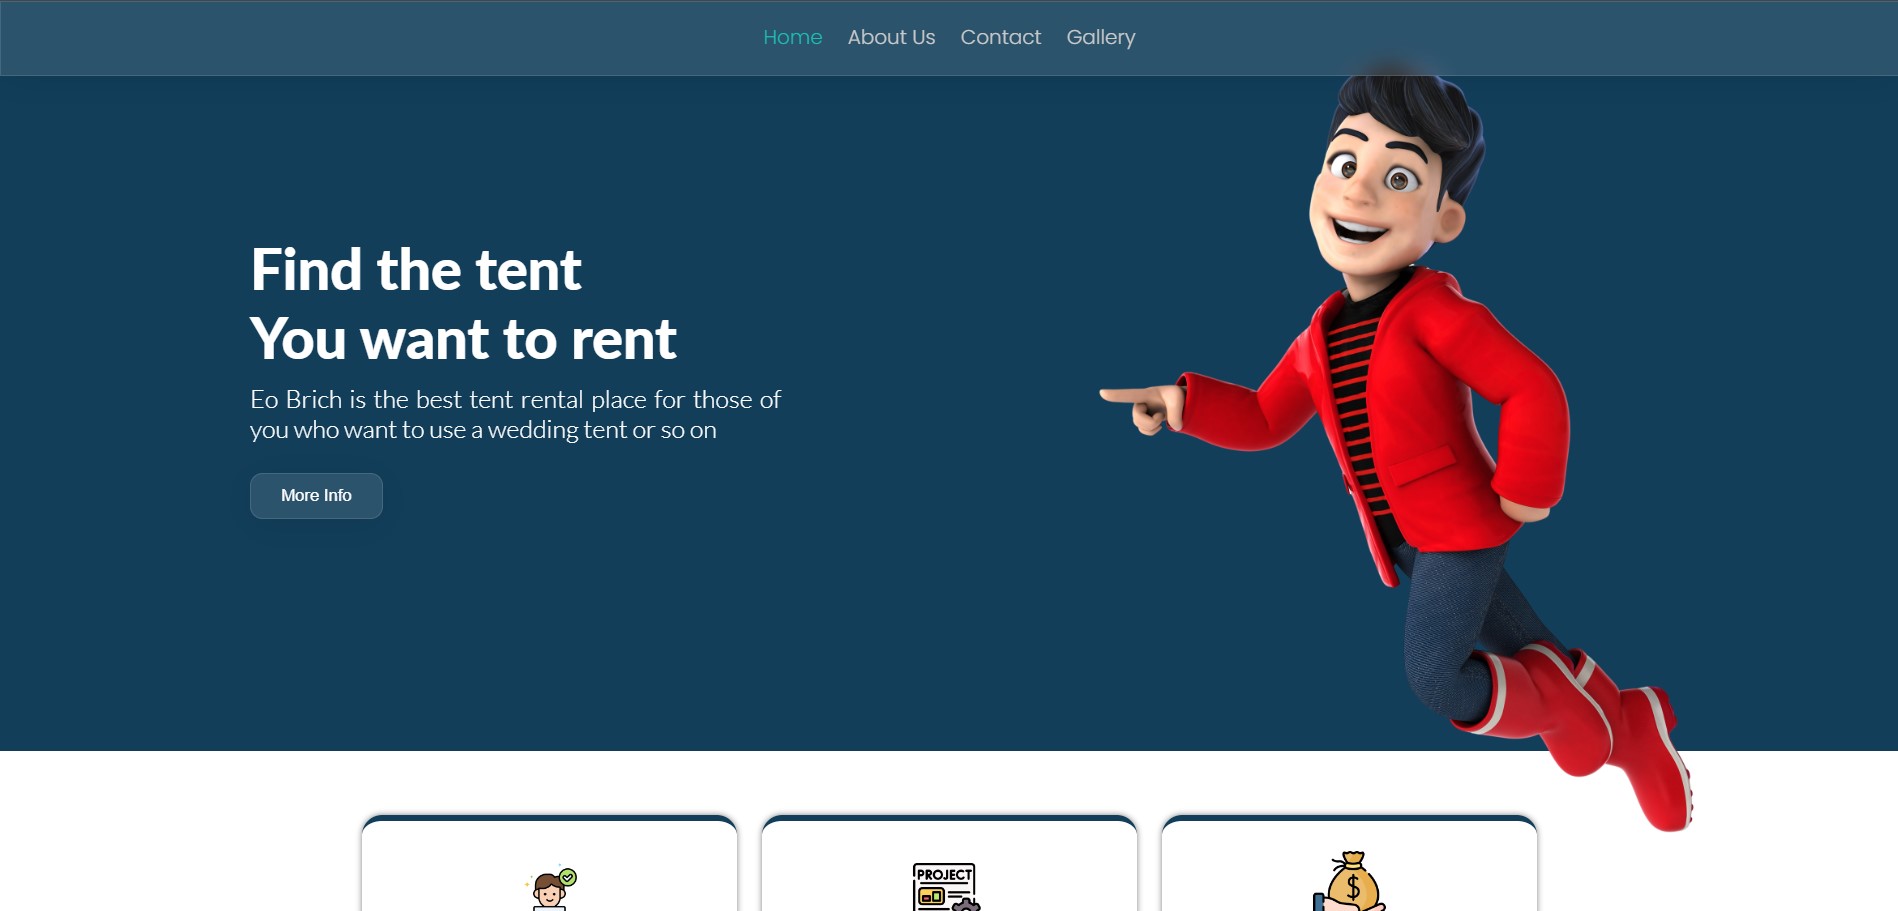 Home About Us Contact Gallery
Find the tent
You want to rent
Eo Brich is the best tent rental place for those of
you who want to use a wedding tent or so on
More Info
PROJECT
$